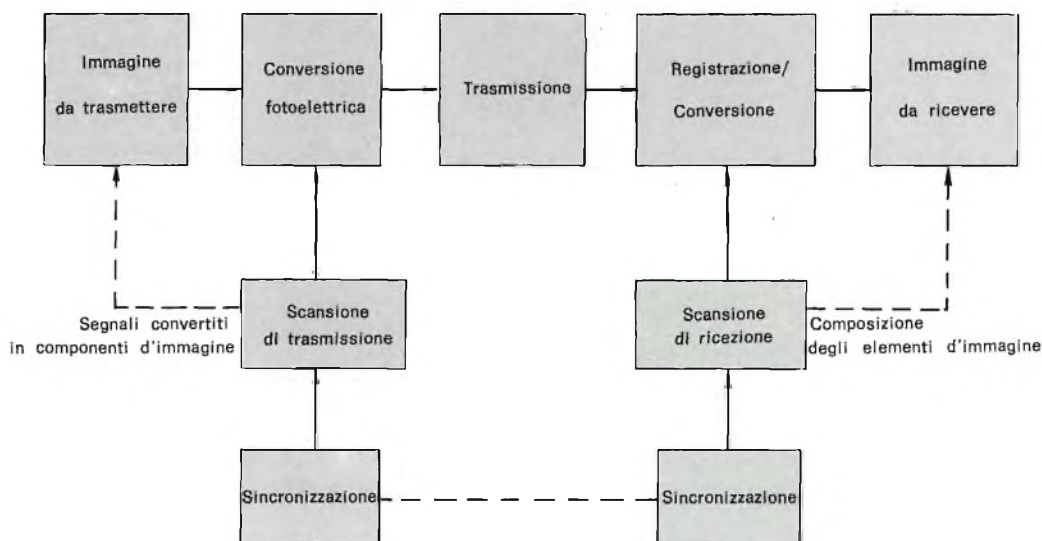 Immagine
da trasmettere
Conversione
fotoelettrica
Trasmissione
Registrazione/
Conversione
Immagine
da ricevere
Segnali convertiti
in componenti d'immagine
Scansione
di trasmissione
Scansione
di ricezione
Composizione
degli elementi d'immagine
Sincronizzazione
Sincronizzazione